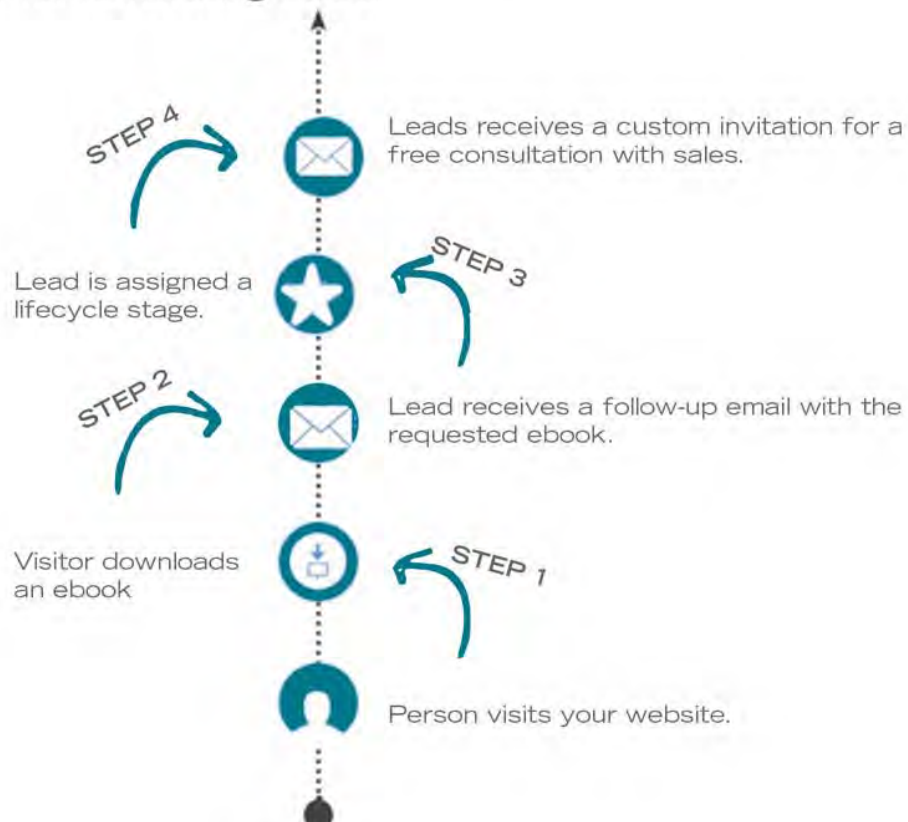 STEP 4
Leads receives a custom invitation for a
free consultation with sales.
STEP 3
Lead is assigned a
lifecycle stage.
STEP 2
Lead receives a follow-up email with the
requested ebook.
STEP 1
Visitor downloads
an ebook
Person visits your website.